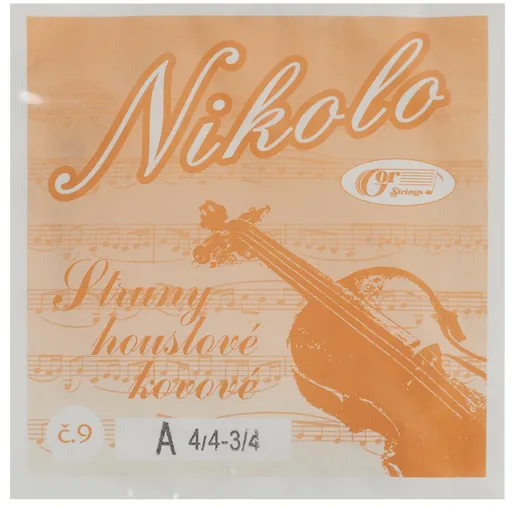 Nikolo
Gor
Strings
Struny
houslové
kovové
č.9
A 4/4-3/4